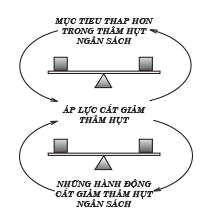 MỤC TIÊU THẤP HƠN
TRONG THÂM HỤT
NGÂN SÁCH
ÁP LỰC CẮT GIẢM
THÂM HỤT
NHỮNG HÀNH ĐỘNG
CẮT GIẢM THÂM HỤT
NGÂN SÁCH